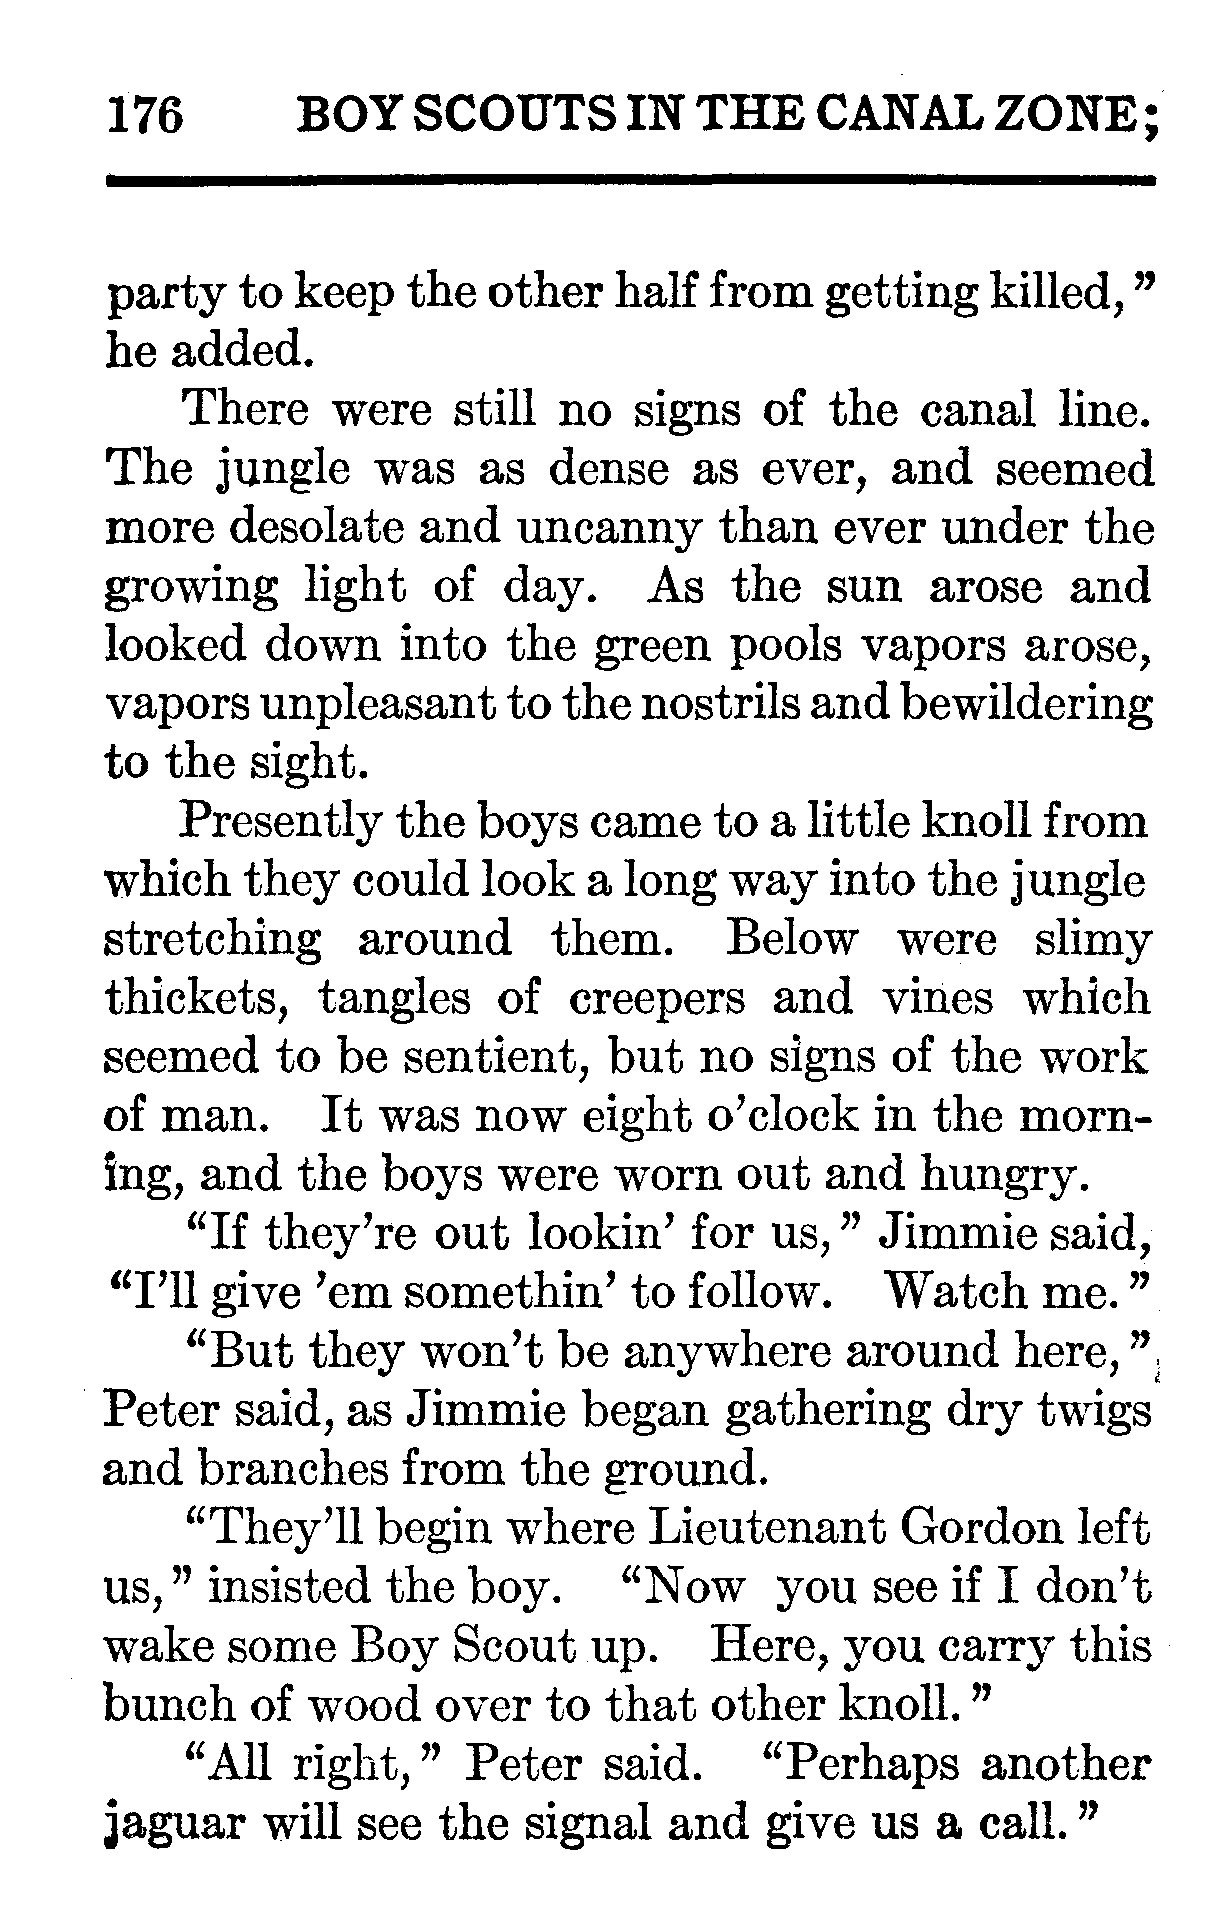 176 BOY SCOUTS IN THE CANAL ZONE;
party to keep the other half from getting killed,”
he added.
There were still no signs of the canal line.
The jungle was as dense as ever, and seemed
more desolate and uncanny than ever under the
growing light of day. As the sun arose and
looked down into the green pools vapors arose,
vapors unpleasant to the nostrils and bewildering
to the sight.
Presently the boys came to a little knoll from
which they could look a long way into the jungle
stretching around them. Below were slimy
thickets, tangles of creepers and vines which
seemed to be sentient, but no signs of the work
of man. It was now eight o’clock in the morn-
ing, and the boys were worn out and hungry.
“If they’re out lookin’ for us,” Jimmie said,
“I’ll give ’em somethin’ to follow. Watch me.”
“But they won’t be anywhere around here,”
Peter said, as Jimmie began gathering dry twigs
and branches from the ground.
“They’ll begin where Lieutenant Gordon left
us,” insisted the boy. “Now you see if I don’t
wake some Boy Scout up. Here, you carry this
bunch of wood over to that other knoll.”
“All right,” Peter said. “Perhaps another
jaguar will see the signal and give us a call.”